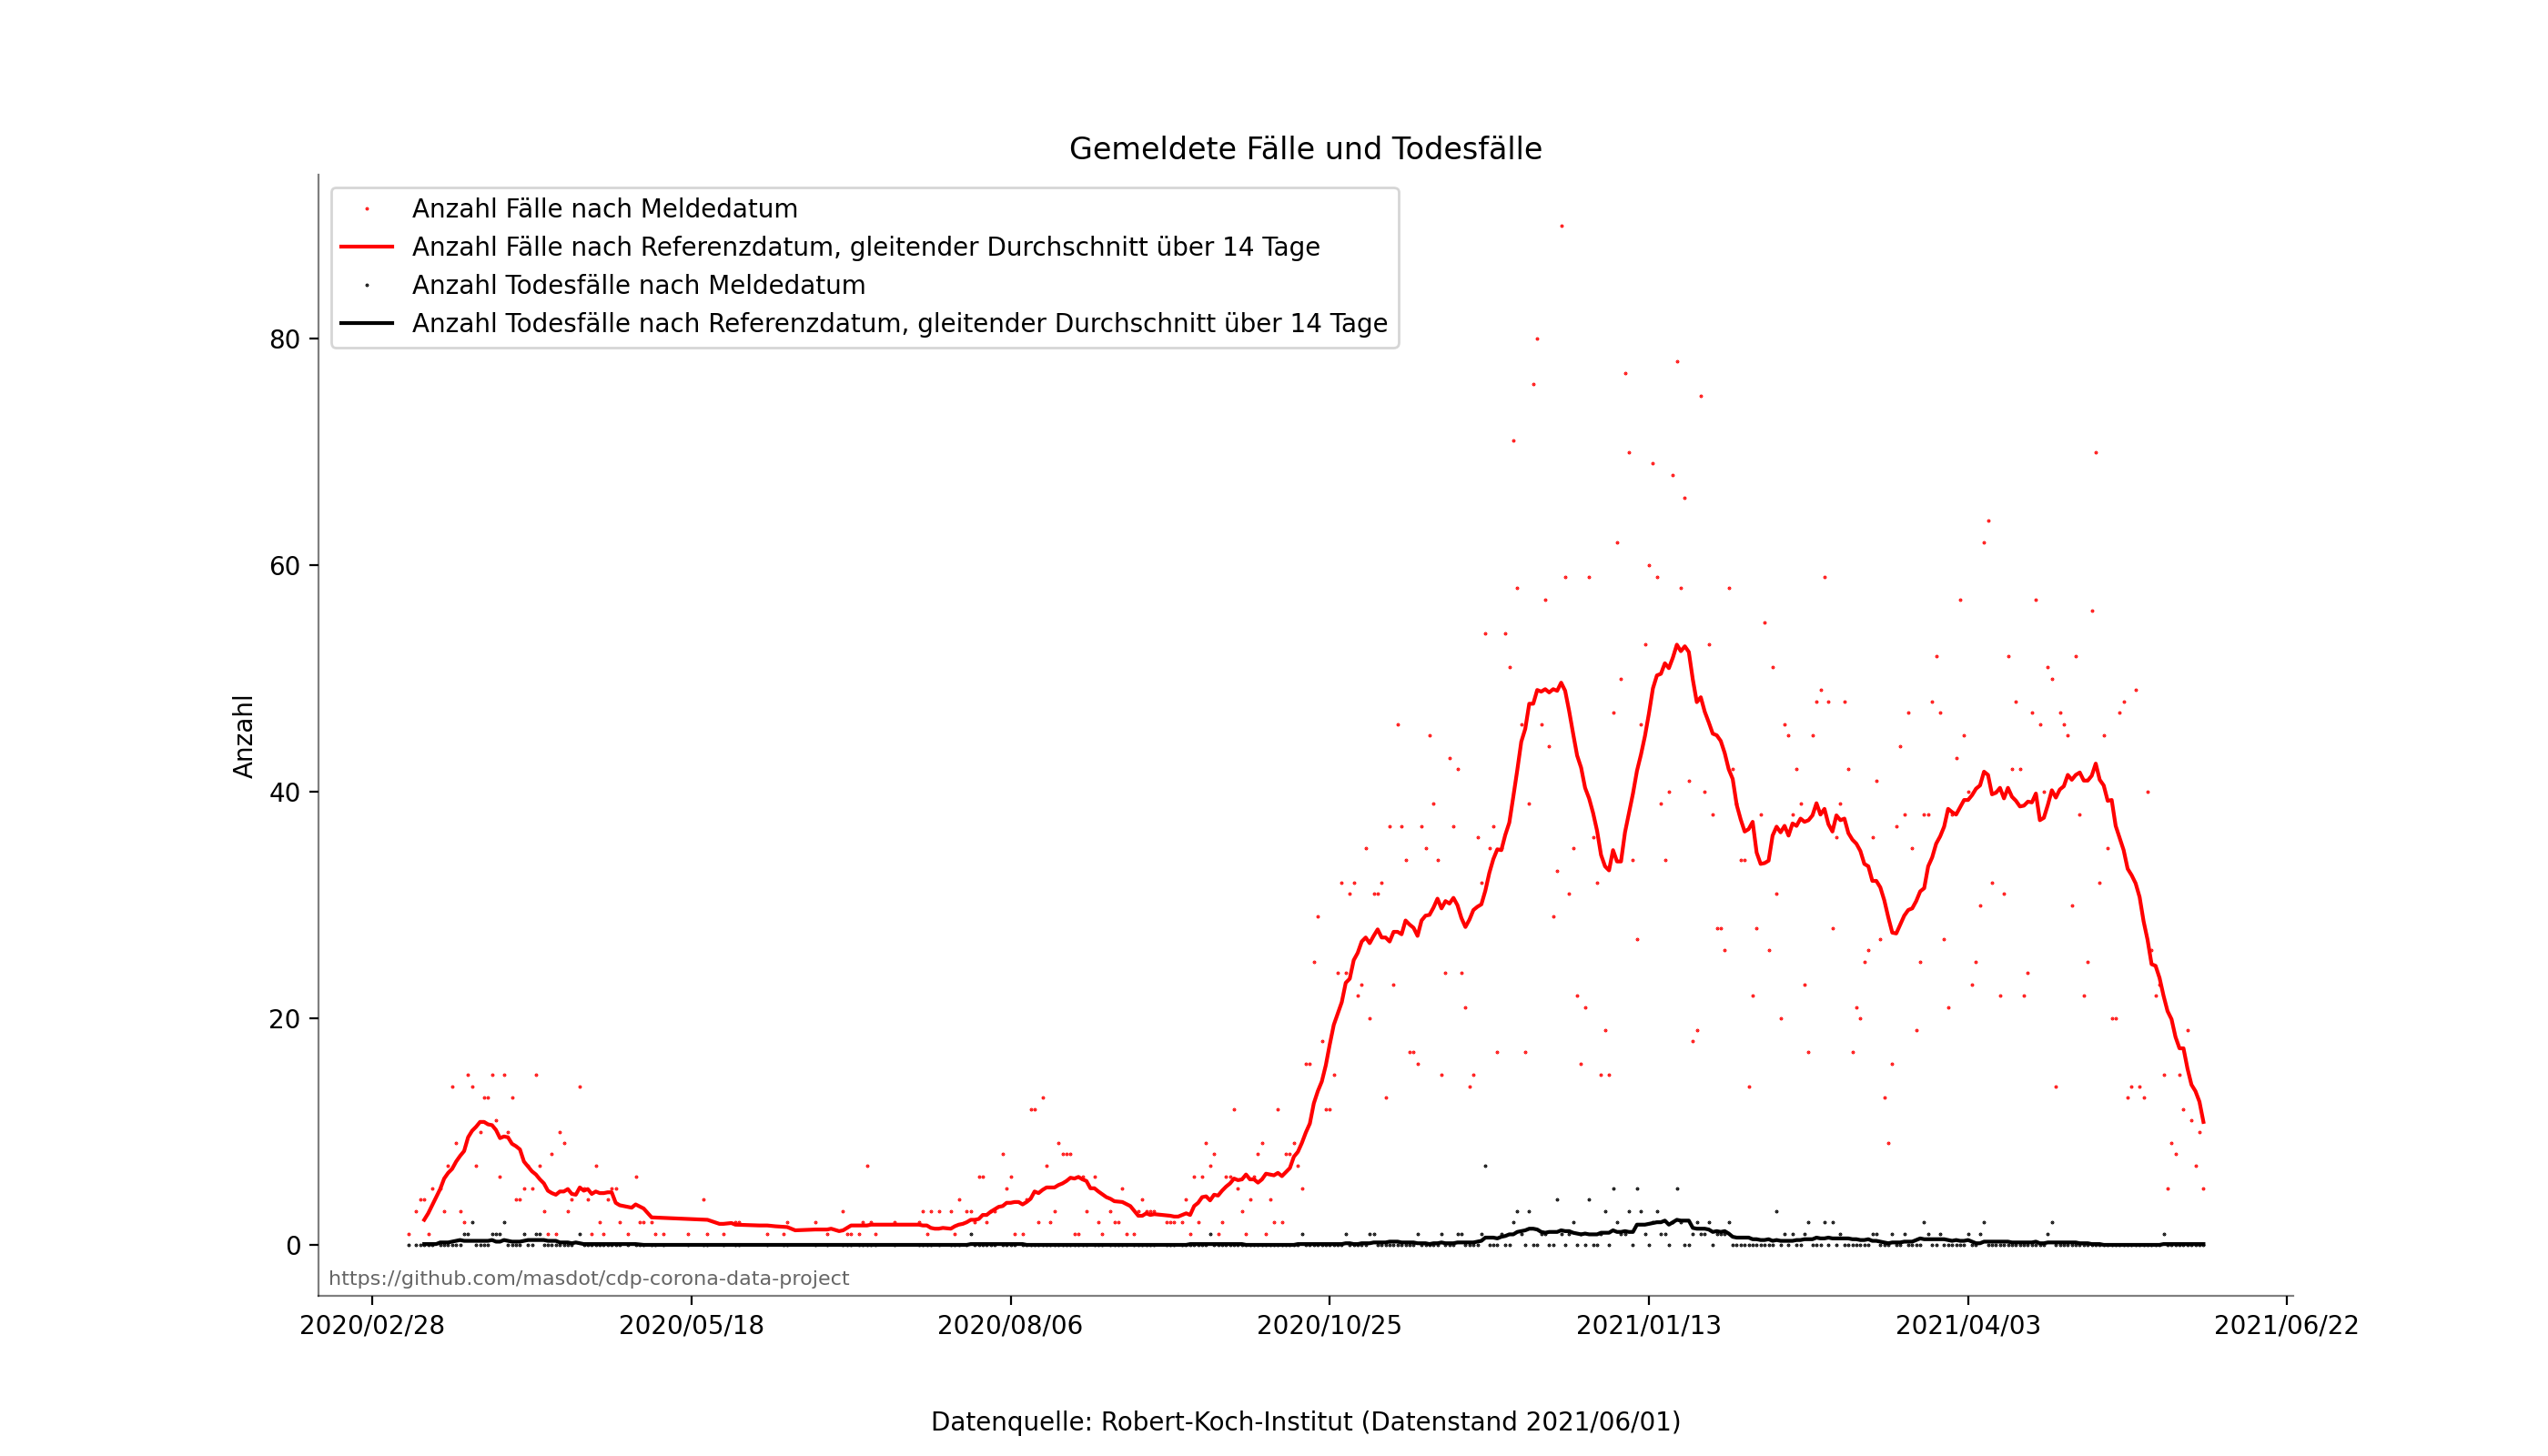 Gemeldete Fälle und Todesfälle
Anzahl Fälle nach Meldedatum
Anzahl Fälle nach Referenzdatum, gleitender Durchschnitt über 14 Tage
Anzahl Todesfälle nach Meldedatum
Anzahl Todesfälle nach Referenzdatum, gleitender Durchschnitt über 14 Tage
80
60
Anzahl
40
20
0
https://github.com/masdot/cdp-corona-data-project
2020/02/28 2020/05/18 2020/08/06 2020/10/25 2021/01/13 2021/04/03 2021/06/22
Datenquelle: Robert-Koch-Institut (Datenstand 2021/06/01)